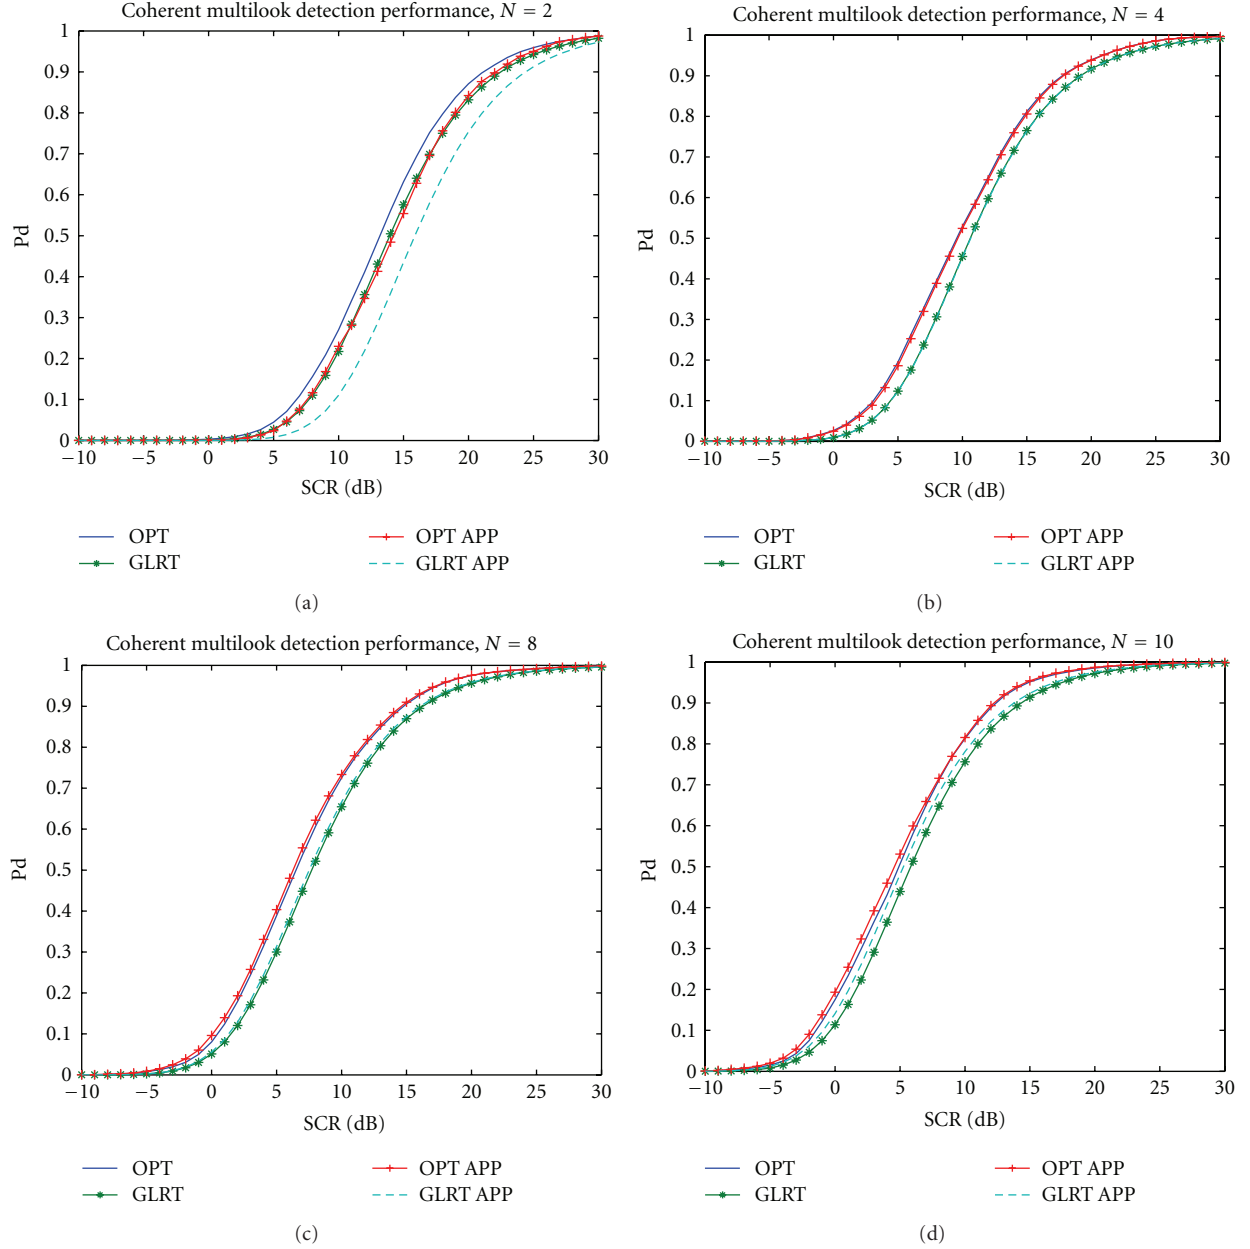 Coherent multilook detection performance, N = 2
1
0.9
0.8
0.7
0.6
0.5
0.4
0.3
0.2
0.1
0
Pd
−10 −5 0 5 10 15 20 25 30
SCR (dB)
OPT
GLRT
OPT APP
GLRT APP
(a)
Coherent multilook detection performance, N = 4
1
0.9
0.8
0.7
0.6
0.5
0.4
0.3
0.2
0.1
0
Pd
−10 −5 0 5 10 15 20 25 30
SCR (dB)
OPT
GLRT
OPT APP
GLRT APP
(b)
Coherent multilook detection performance, N = 8
1
0.9
0.8
0.7
0.6
0.5
0.4
0.3
0.2
0.1
0
Pd
−10 −5 0 5 10 15 20 25 30
SCR (dB)
OPT
GLRT
OPT APP
GLRT APP
(c)
Coherent multilook detection performance, N = 10
1
0.9
0.8
0.7
0.6
0.5
0.4
0.3
0.2
0.1
0
Pd
−10 −5 0 5 10 15 20 25 30
SCR (dB)
OPT
GLRT
OPT APP
GLRT APP
(d)